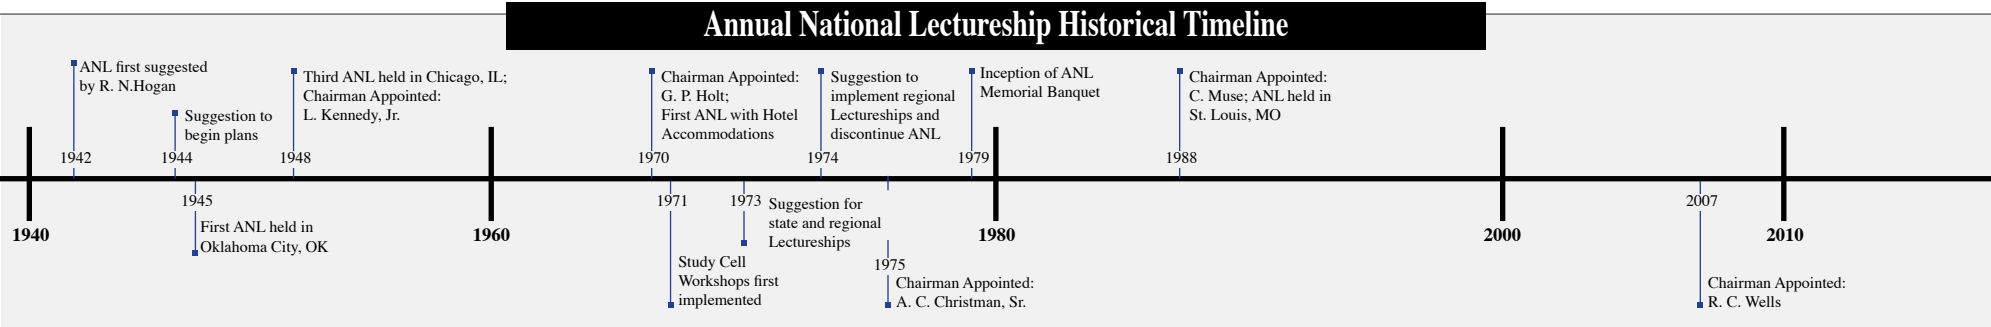 Annual National Lectureship Historical Timeline
ANL first suggested
by R. N.Hogan
1942
Suggestion to
begin plans
1944
Third ANL held in Chicago, IL;
Chairman Appointed:
L. Kennedy, Jr.
1948
Chairman Appointed:
G. P. Holt;
First ANL with Hotel
Accommodations
1970
Suggestion to
implement regional
Lectureships and
discontinue ANL
1974
Inception of ANL
Memorial Banquet
1979
Chairman Appointed:
C. Muse; ANL held in
St. Louis, MO
1988
1940
1945
First ANL held in
Oklahoma City, OK
1960
1971
Study Cell
Workshops first
implemented
1973
Suggestion for
state and regional
Lectureships
1975
Chairman Appointed:
A. C. Christman, Sr.
1980
2000
2007
Chairman Appointed:
R. C. Wells
2010